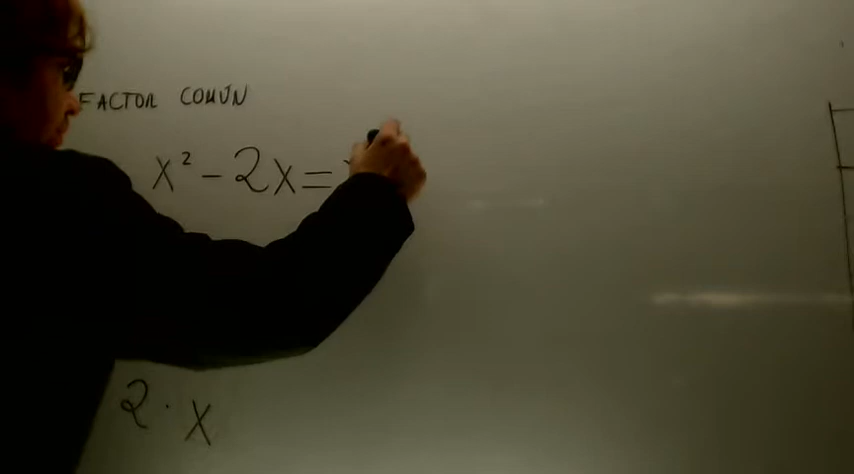 FACTOR COMÚN
x² - 2x =
2 · x